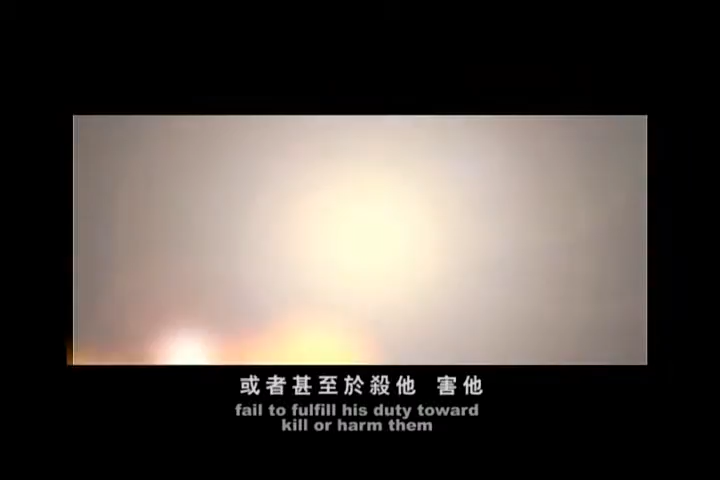 或者甚至於殺他 害他
fail to fulfill his duty toward
kill or harm them